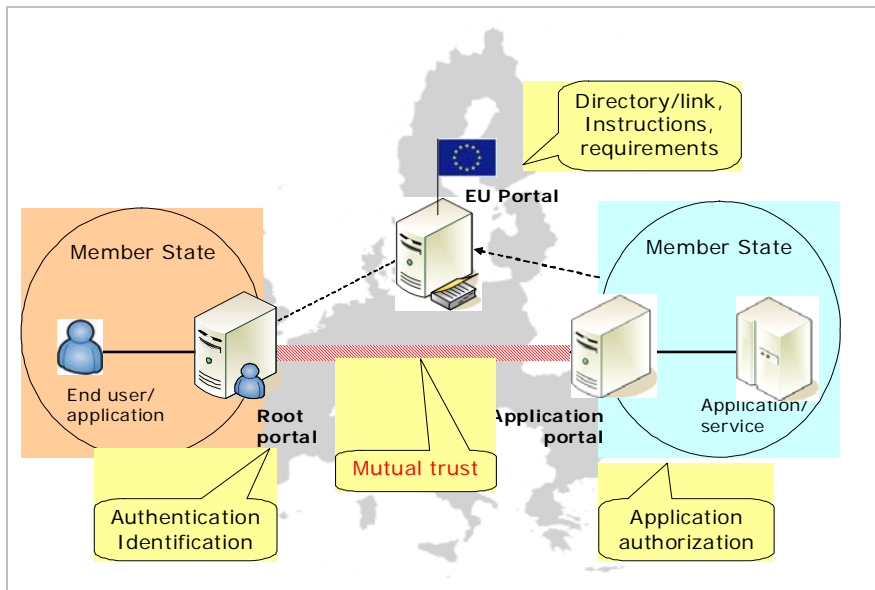 Directory/link,
Instructions,
requirements
EU Portal
Member State
Member State
End user/
application
Root
portal
Application
portal
Application/
service
Mutual trust
Authentication
Identification
Application
authorization